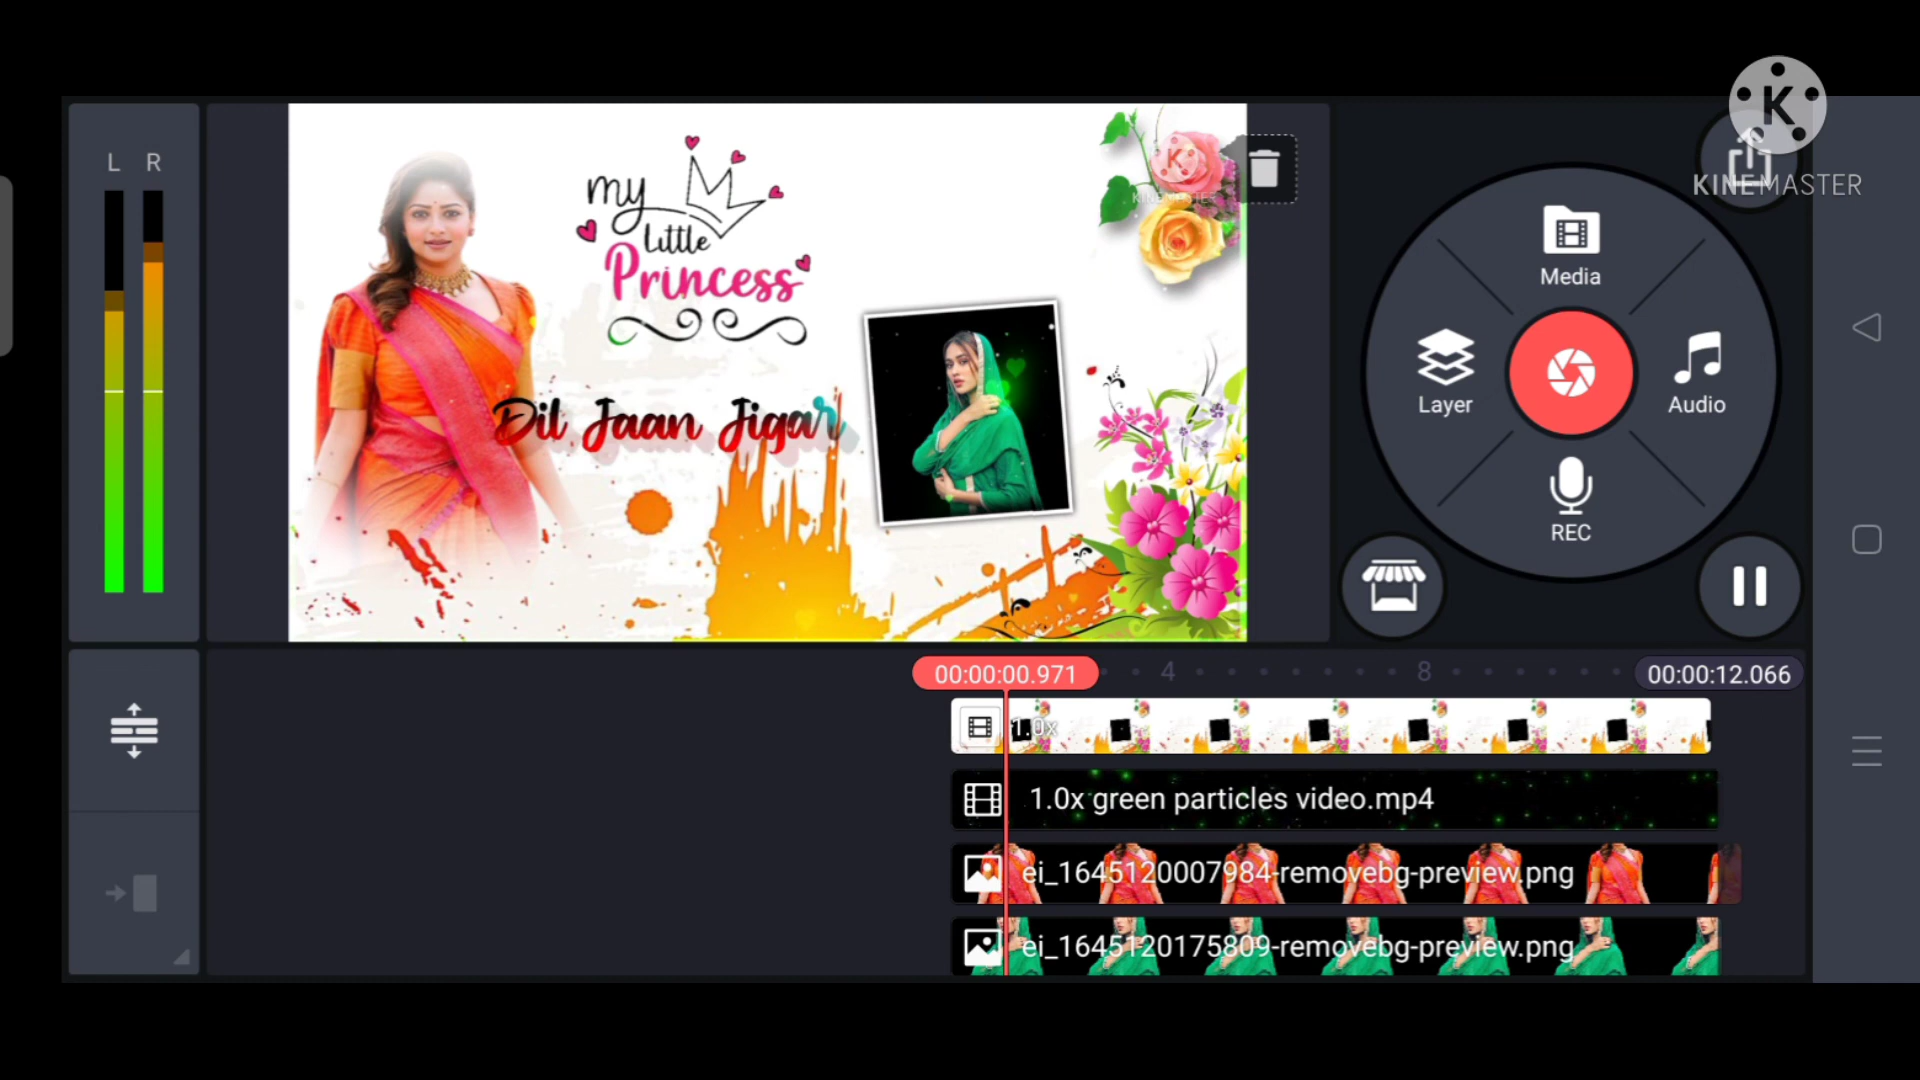 L R
my
Little
Princess
Dil Jaan Jigar
KINEMASTER
K
KINEMASTER
Media
Layer
Audio
REC
00:00:00.971
4
8
00:00:12.066
1.0x
1.0x green particles video.mp4
ei_1645120007984-removebg-preview.png
ei_1645120175809-removebg-preview.png